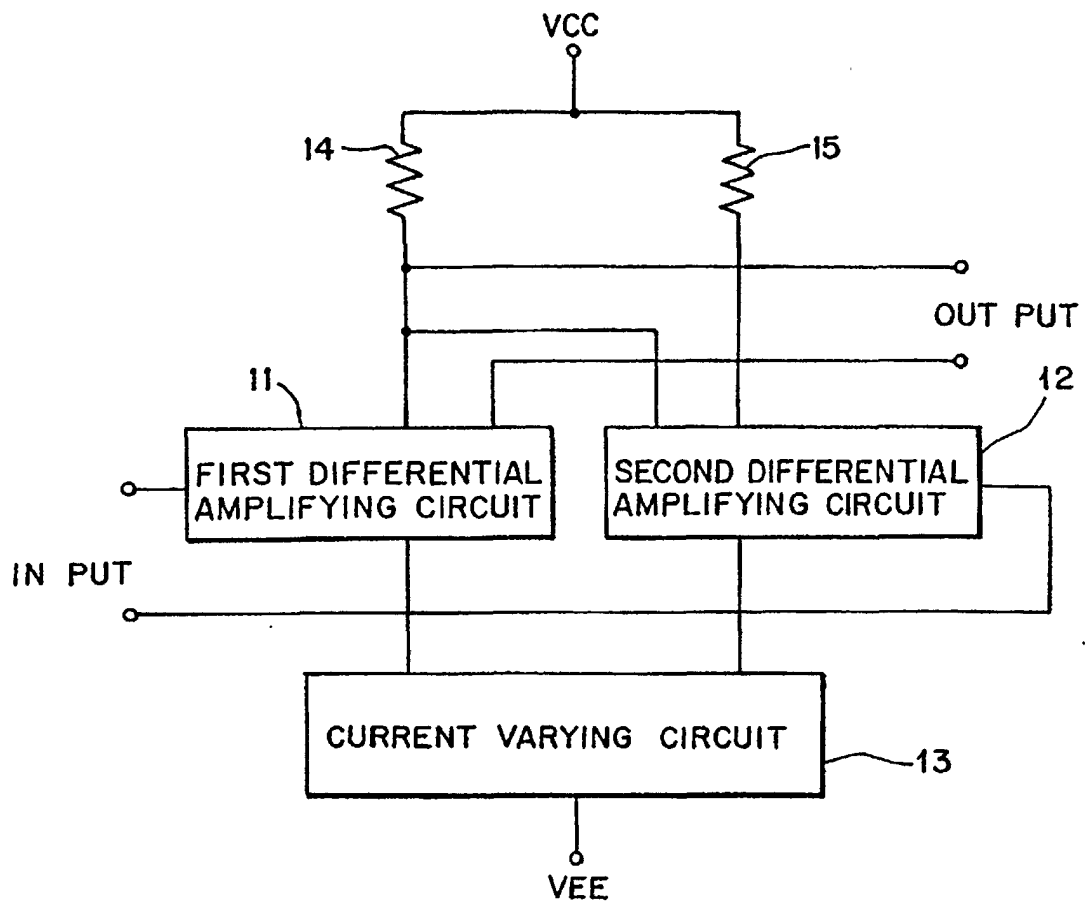 VCC
14
15
OUT PUT
11
12
FIRST DIFFERENTIAL
AMPLIFYING CIRCUIT
SECOND DIFFERENTIAL
AMPLIFYING CIRCUIT
IN PUT
CURRENT VARYING CIRCUIT
13
VEE